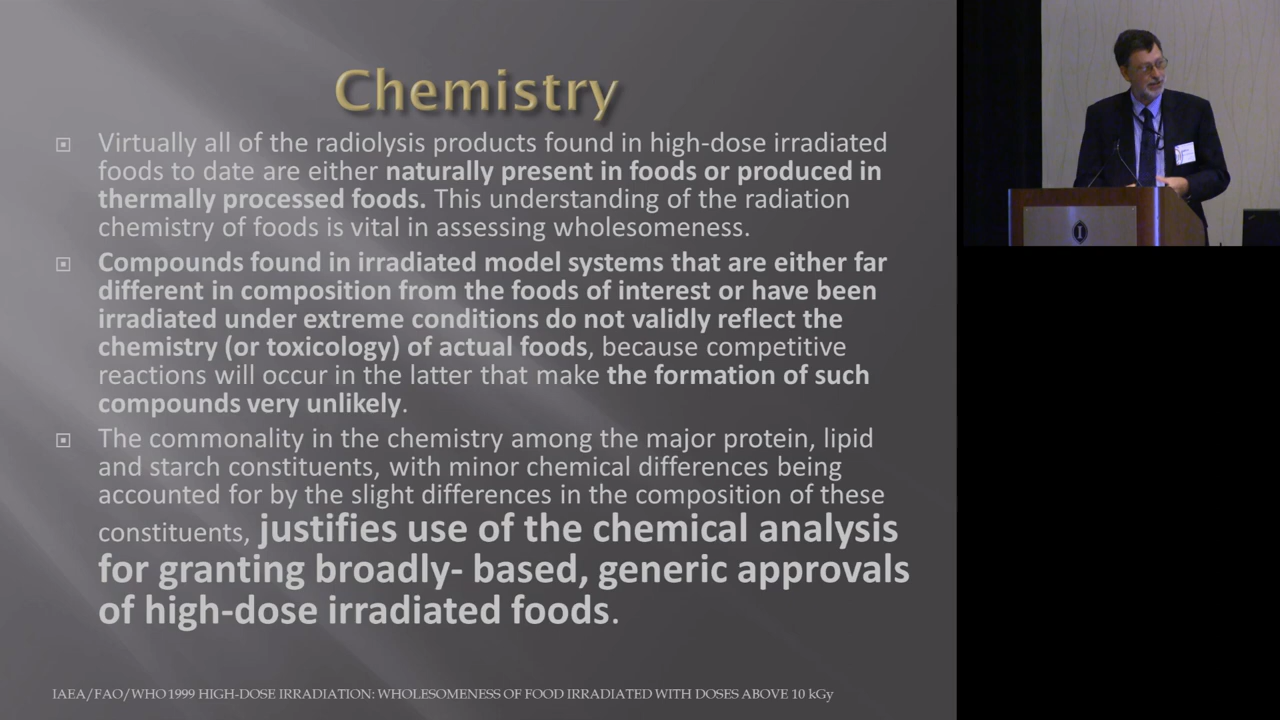 Chemistry
Virtually all of the radiolysis products found in high-dose irradiated
foods to date are either naturally present in foods or produced in
thermally processed foods. This understanding of the radiation
chemistry of foods is vital in assessing wholesomeness.
Compounds found in irradiated model systems that are either far
different in composition from the foods of interest or have been
irradiated under extreme conditions do not validly reflect the
chemistry (or toxicology) of actual foods, because competitive
reactions will occur in the latter that make the formation of such
compounds very unlikely.
The commonality in the chemistry among the major protein, lipid
and starch constituents, with minor chemical differences being
accounted for by the slight differences in the composition of these
constituents, justifies use of the chemical analysis
for granting broadly- based, generic approvals
of high-dose irradiated foods.
IAEA/FAO/WHO 1999 HIGH-DOSE IRRADIATION: WHOLESOMENESS OF FOOD IRRADIATED WITH DOSES ABOVE 10 kGy